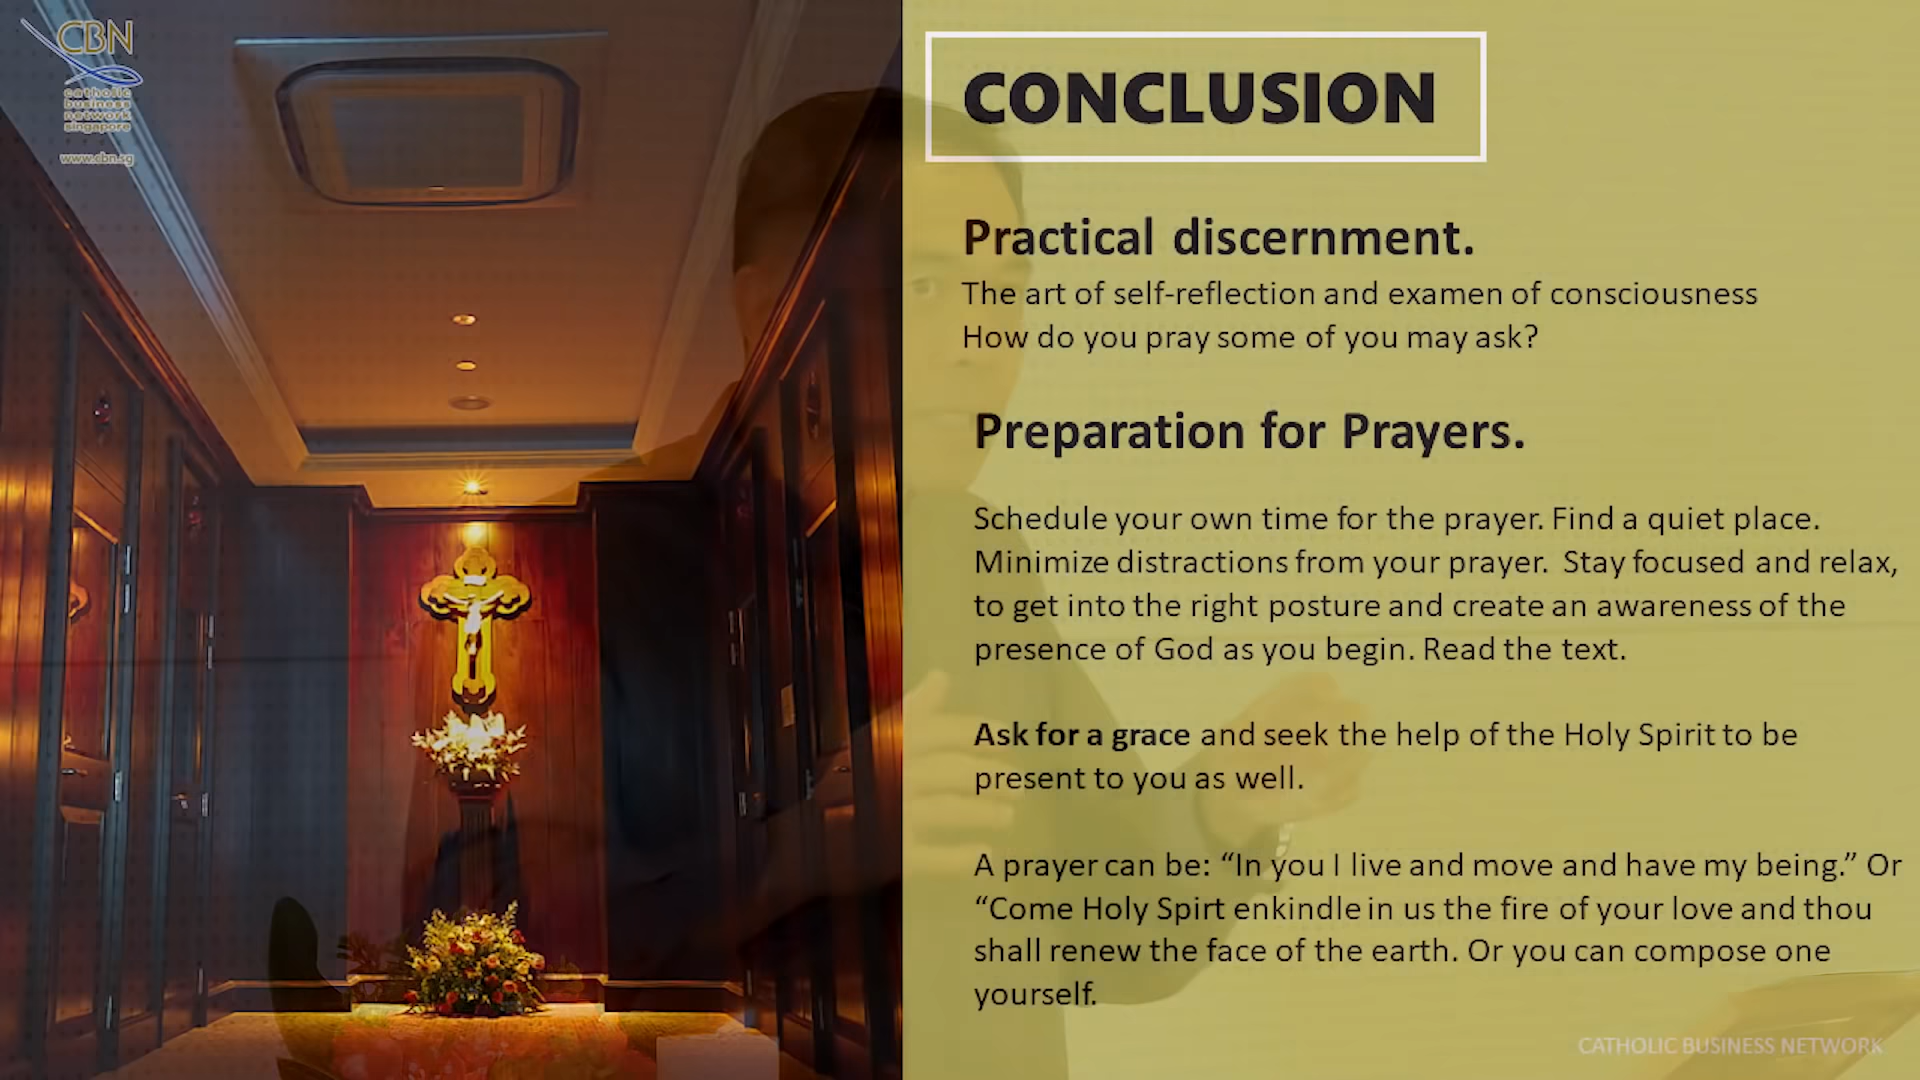 CBN
catholic
business
network
singapore
www.cbn.sg
CONCLUSION
Practical discernment.
The art of self-reflection and examen of consciousness
How do you pray some of you may ask?
Preparation for Prayers.
Schedule your own time for the prayer. Find a quiet place.
Minimize distractions from your prayer. Stay focused and relax,
to get into the right posture and create an awareness of the
presence of God as you begin. Read the text.
Ask for a grace and seek the help of the Holy Spirit to be
present to you as well.
A prayer can be: “In you I live and move and have my being.” Or
“Come Holy Spirt enkindle in us the fire of your love and thou
shall renew the face of the earth. Or you can compose one
yourself.
CATHOLIC BUSINESS NETWORK